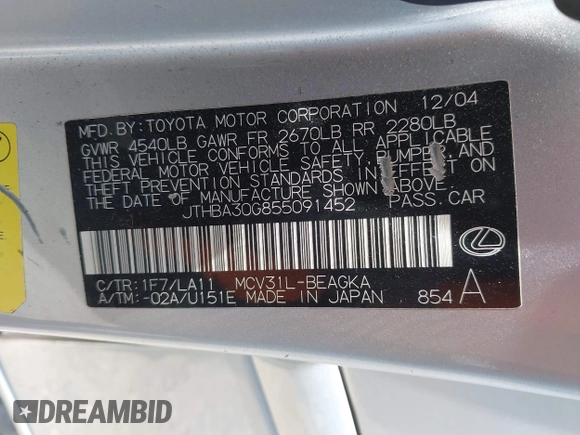 MFD. BY: TOYOTA MOTOR CORPORATION 12/04
GVWR 4540LB GAWR FR 2670LB RR 2280LB
THIS VEHICLE CONFORMS TO ALL APPLICABLE
FEDERAL MOTOR VEHICLE SAFETY, BUMPER, AND
THEFT PREVENTION STANDARDS IN EFFECT ON
THE DATE OF MANUFACTURE SHOWN ABOVE.
JTHBA30G855091452 PASS. CAR
C/TR: 1F7/LA11 MCV31L-BEAGKA
A/TM: -02A/U151E MADE IN JAPAN 854 A
DREAMBID